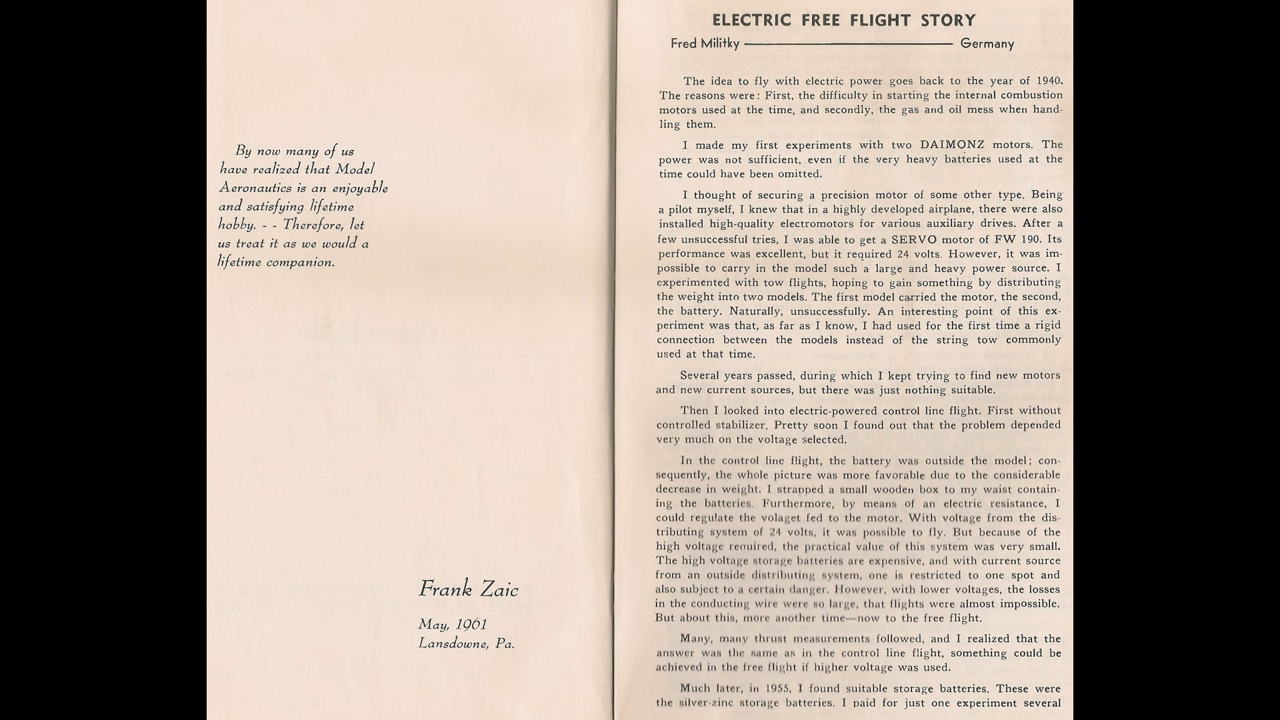 By now many of us
have realized that Model
Aeronautics is an enjoyable
and satisfying lifetime
hobby. - - Therefore, let
us treat it as we would a
lifetime companion.
Frank Zaic
May, 1961
Lansdowne, Pa.
ELECTRIC FREE FLIGHT STORY
Fred Militky Germany
The idea to fly with electric power goes back to the year of 1940.
The reasons were: First, the difficulty in starting the internal combustion
motors used at the time, and secondly, the gas and oil mess when hand-
ling them.
I made my first experiments with two DAIMONZ motors. The
power was not sufficient, even if the very heavy batteries used at the
time could have been omitted.
I thought of securing a precision motor of some other type. Being
a pilot myself, I knew that in a highly developed airplane, there were also
installed high-quality electromotors for various auxiliary drives. After a
few unsuccessful tries, I was able to get a SERVO motor of FW 190. Its
performance was excellent, but it required 24 volts. However, it was im-
possible to carry in the model such a large and heavy power source. I
experimented with tow flights, hoping to gain something by distributing
the weight into two models. The first model carried the motor, the second,
the battery. Naturally, unsuccessfully. An interesting point of this ex-
periment was that, as far as I know, I had used for the first time a rigid
connection between the models instead of the string tow commonly
used at that time.
Several years passed, during which I kept trying to find new motors
and new current sources, but there was just nothing suitable.
Then I looked into electric-powered control line flight. First without
controlled stabilizer. Pretty soon I found out that the problem depended
very much on the voltage selected.
In the control line flight, the battery was outside the model; con-
sequently, the whole picture was more favorable due to the considerable
decrease in weight. I strapped a small wooden box to my waist contain-
ing the batteries. Furthermore, by means of an electric resistance, I
could regulate the volaget fed to the motor. With voltage from the dis-
tributing system of 24 volts, it was possible to fly. But because of the
high voltage required, the practical value of this system was very small.
The high voltage storage batteries are expensive, and with current source
from an outside distributing system, one is restricted to one spot and
also subject to a certain danger. However, with lower voltages, the losses
in the conducting wire were so large, that flights were almost impossible.
But about this, more another time—now to the free flight.
Many, many thrust measurements followed, and I realized that the
answer was the same as in the control line flight, something could be
achieved in the free flight if higher voltage was used.
Much later, in 1955, I found suitable storage batteries. These were
the silver-zinc storage batteries. I paid for just one experiment several